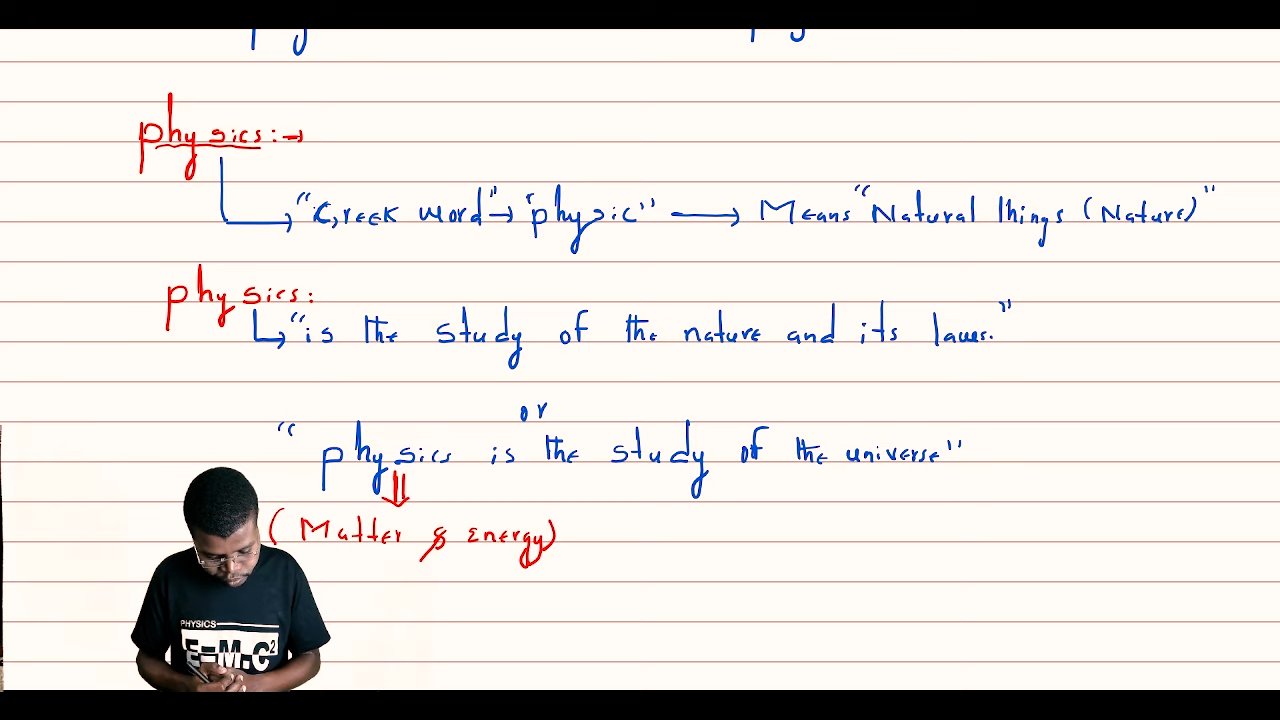 physics:→
"Greek word" → "physic" → Means "Natural things (Nature)"
physics:
"is the study of the nature and its laws."
or
"physics is the study of the universe"
(Matter & Energy)
PHYSICS
E=M.C²